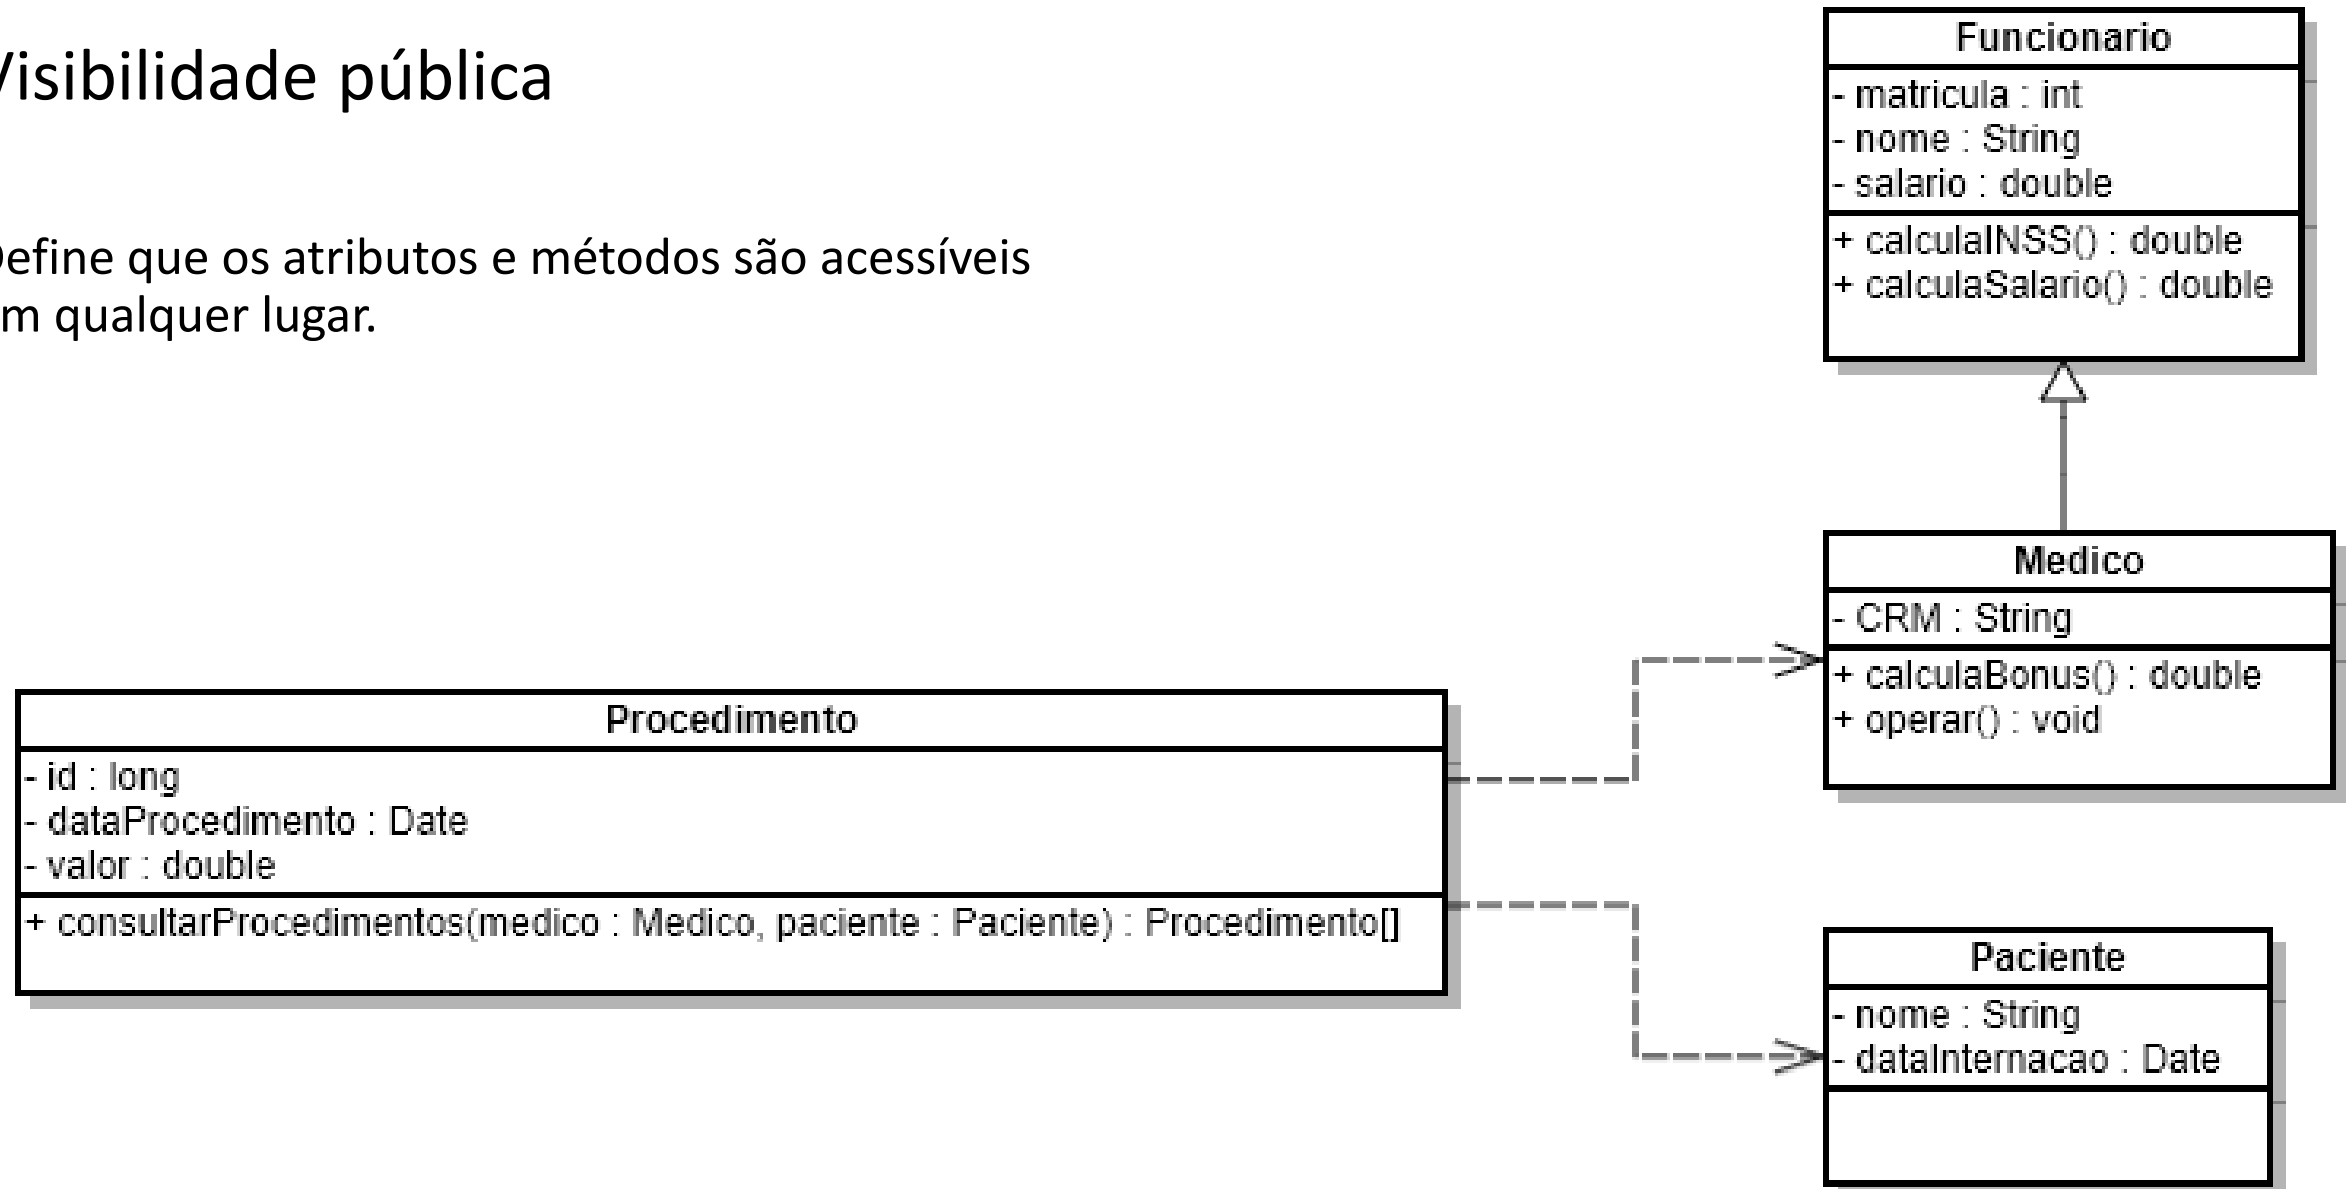 Visibilidade pública
Define que os atributos e métodos são acessíveis
m qualquer lugar.
Funcionario
- matricula : int
- nome : String
- salario : double
+ calculaINSS() : double
+ calculaSalario() : double
Medico
- CRM : String
+ calculaBonus() : double
+ operar() : void
Procedimento
- id : long
- dataProcedimento : Date
- valor : double
+ consultarProcedimentos(medico : Medico, paciente : Paciente) : Procedimento[]
Paciente
- nome : String
- dataInternacao : Date